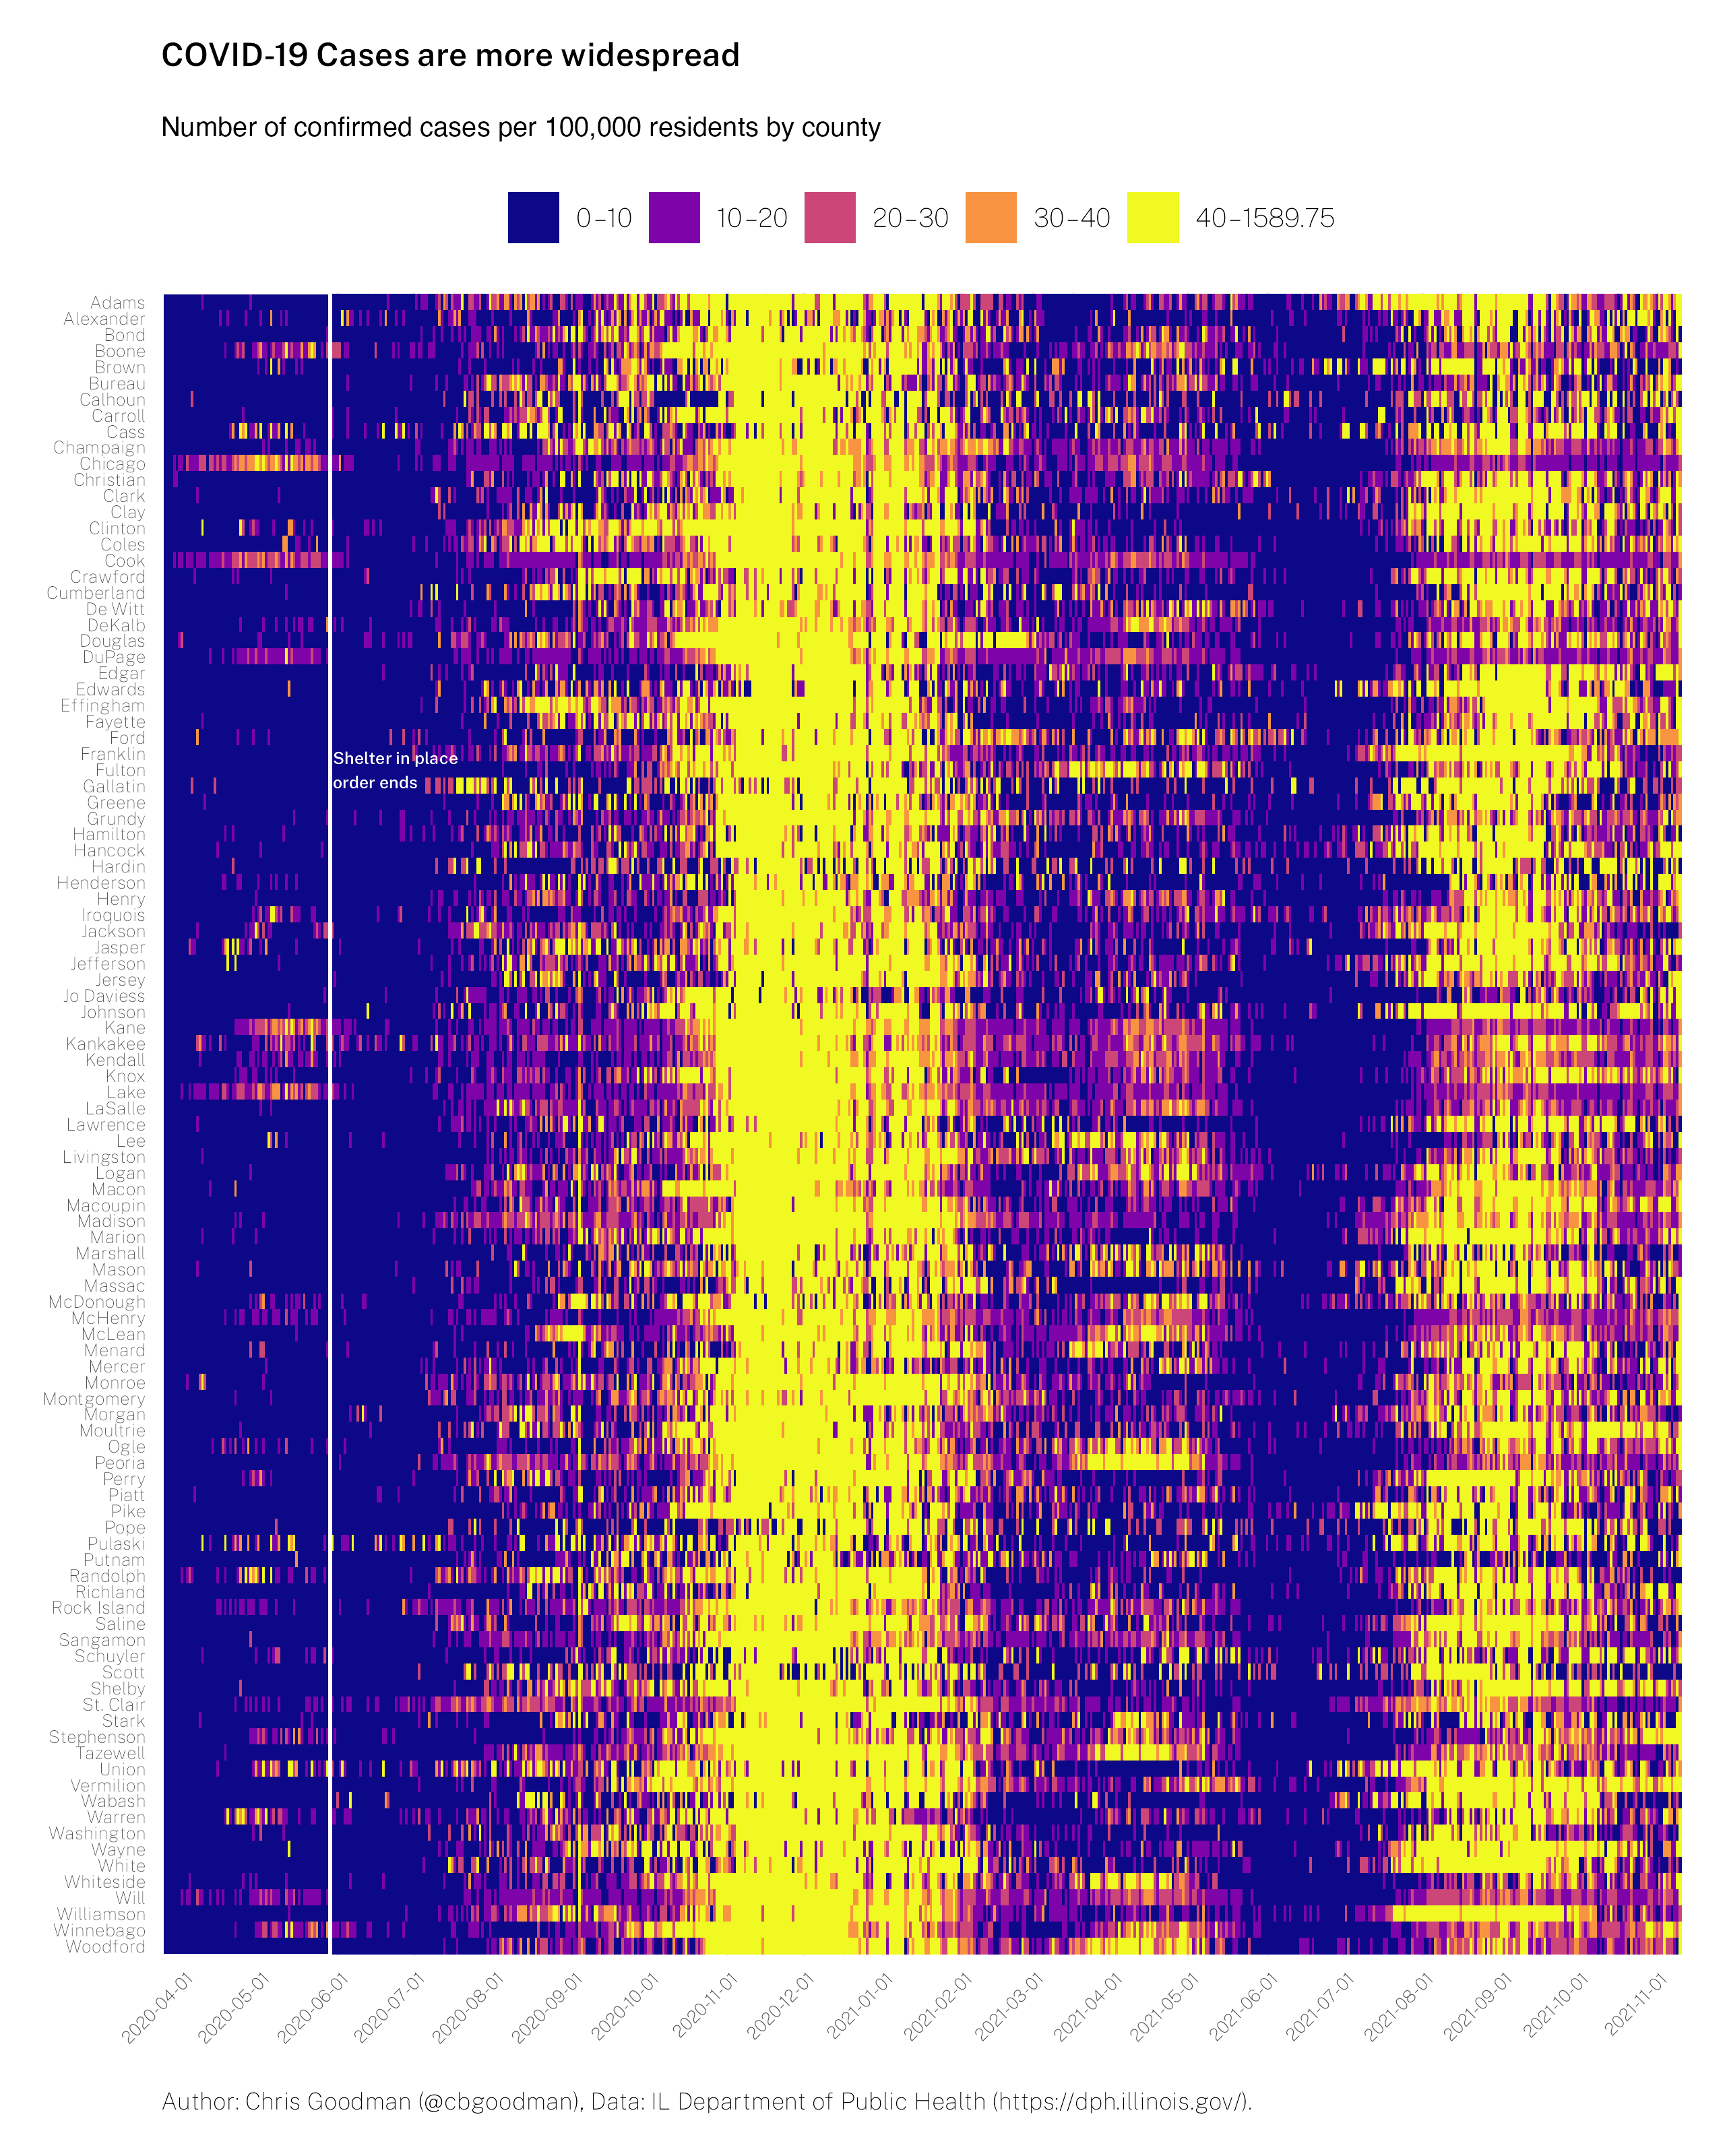 COVID-19 Cases are more widespread
Number of confirmed cases per 100,000 residents by county
0–10 10–20 20–30 30–40 40–1589.75
Adams
Alexander
Bond
Boone
Brown
Bureau
Calhoun
Carroll
Cass
Champaign
Chicago
Christian
Clark
Clay
Clinton
Coles
Cook
Crawford
Cumberland
De Witt
DeKalb
Douglas
DuPage
Edgar
Edwards
Effingham
Fayette
Ford
Franklin
Fulton
Gallatin
Greene
Grundy
Hamilton
Hancock
Hardin
Henderson
Henry
Iroquois
Jackson
Jasper
Jefferson
Jersey
Jo Daviess
Johnson
Kane
Kankakee
Kendall
Knox
Lake
LaSalle
Lawrence
Lee
Livingston
Logan
Macon
Macoupin
Madison
Marion
Marshall
Mason
Massac
McDonough
McHenry
McLean
Menard
Mercer
Monroe
Montgomery
Morgan
Moultrie
Ogle
Peoria
Perry
Piatt
Pike
Pope
Pulaski
Putnam
Randolph
Richland
Rock Island
Saline
Sangamon
Schuyler
Scott
Shelby
St. Clair
Stark
Stephenson
Tazewell
Union
Vermilion
Wabash
Warren
Washington
Wayne
White
Whiteside
Will
Williamson
Winnebago
Woodford
Shelter in place
order ends
2020-04-01
2020-05-01
2020-06-01
2020-07-01
2020-08-01
2020-09-01
2020-10-01
2020-11-01
2020-12-01
2021-01-01
2021-02-01
2021-03-01
2021-04-01
2021-05-01
2021-06-01
2021-07-01
2021-08-01
2021-09-01
2021-10-01
2021-11-01
Author: Chris Goodman (@cbgoodman), Data: IL Department of Public Health (https://dph.illinois.gov/).